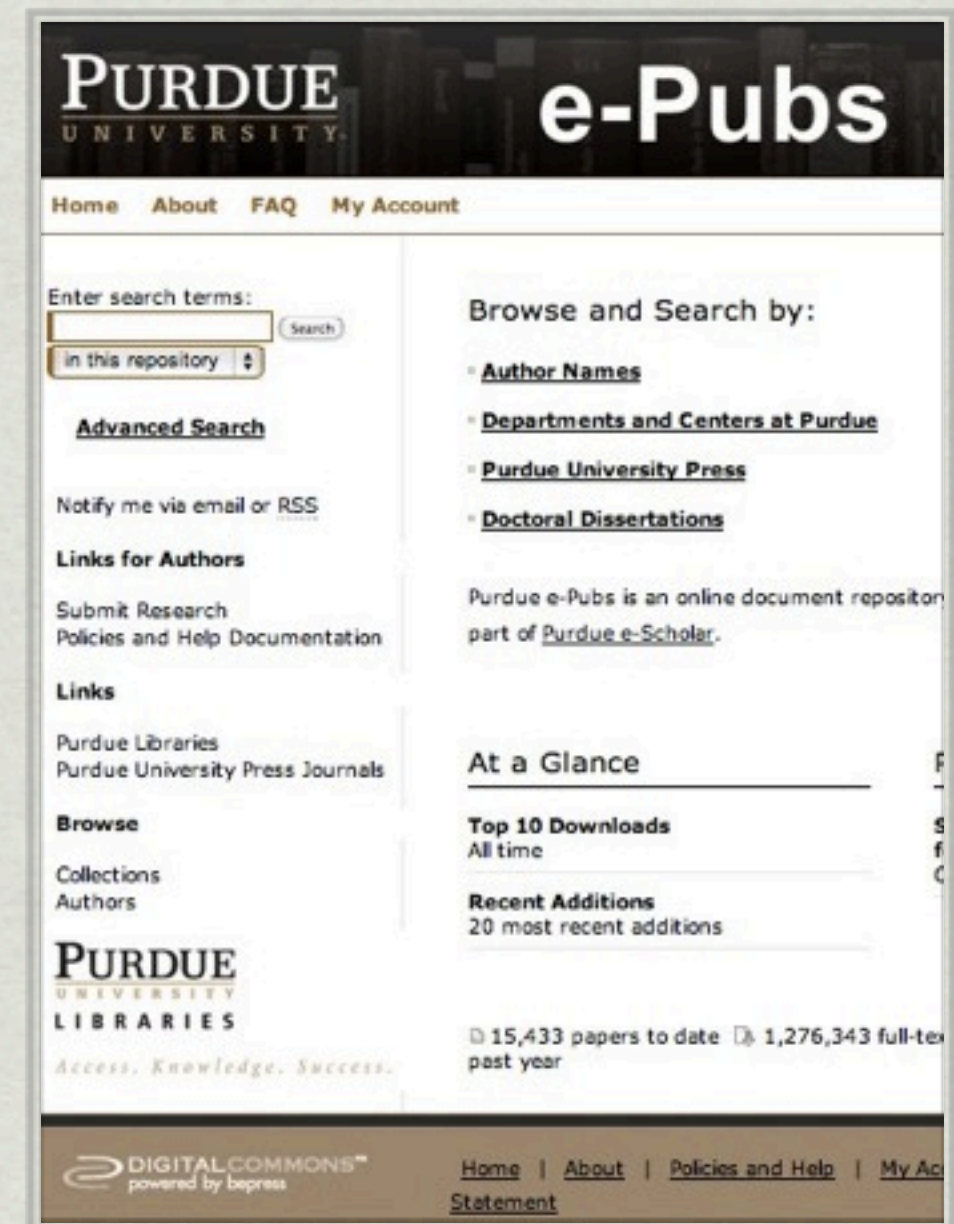 PURDUE
UNIVERSITY
e-Pubs
Home About FAQ My Account
Enter search terms:
Search
in this repository
Advanced Search
Notify me via email or RSS
Links for Authors
Submit Research
Policies and Help Documentation
Links
Purdue Libraries
Purdue University Press Journals
Browse
Collections
Authors
PURDUE
UNIVERSITY
LIBRARIES
Access. Knowledge. Success.
Browse and Search by:
Author Names
Departments and Centers at Purdue
Purdue University Press
Doctoral Dissertations
Purdue e-Pubs is an online document repository
part of Purdue e-Scholar.
At a Glance
Top 10 Downloads
All time
Recent Additions
20 most recent additions
15,433 papers to date 1,276,343
past year
DIGITAL COMMONS™
powered by bepress
Home | About | Policies and Help | My
Statement